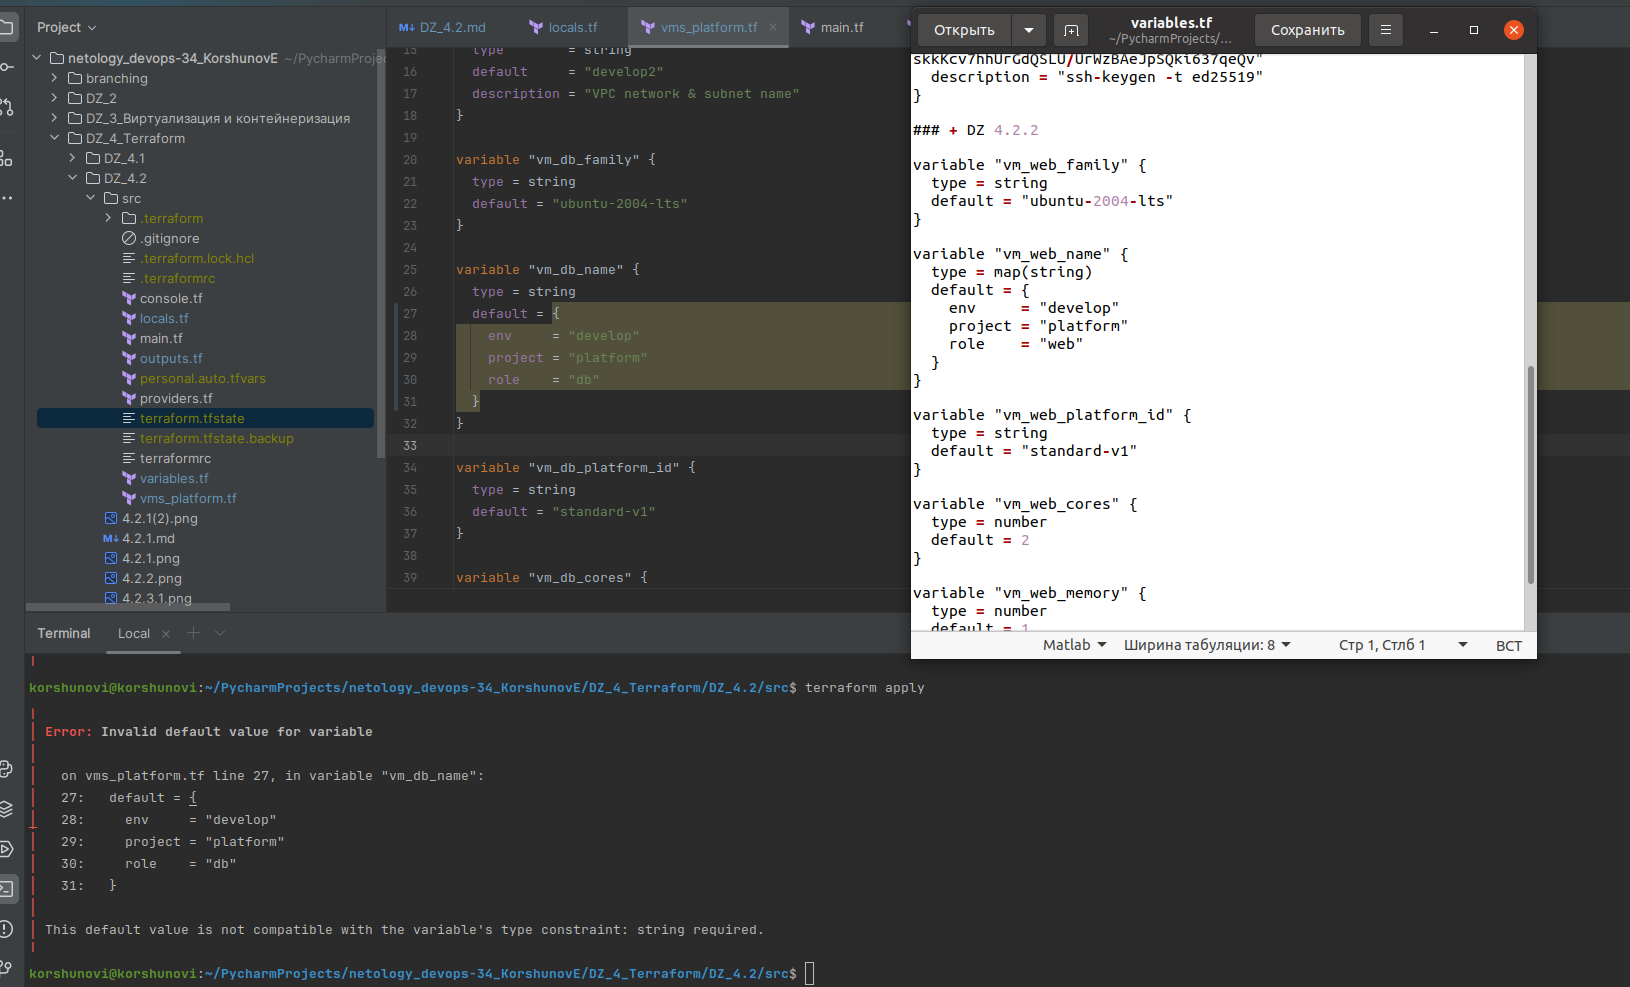 Project
netology_devops-34_KorshunovE ~/PycharmProjec
branching
DZ_2
DZ_3_Виртуализация и контейнеризация
DZ_4_Terraform
DZ_4.1
DZ_4.2
src
.terraform
.gitignore
.terraform.lock.hcl
.terraformrc
console.tf
locals.tf
main.tf
outputs.tf
personal.auto.tfvars
providers.tf
terraform.tfstate
terraform.tfstate.backup
terraformrc
variables.tf
vms_platform.tf
4.2.1(2).png
M↓ 4.2.1.md
4.2.1.png
4.2.2.png
4.2.3.1.png
M↓ DZ_4.2.md
locals.tf
vms_platform.tf ×
main.tf
15 type = string
16 default = "develop2"
17 description = "VPC network & subnet name"
18 }
19
20 variable "vm_db_family" {
21 type = string
22 default = "ubuntu-2004-lts"
23 }
24
25 variable "vm_db_name" {
26 type = string
27 default = {
28 env = "develop"
29 project = "platform"
30 role = "db"
31 }
32 }
33
34 variable "vm_db_platform_id" {
35 type = string
36 default = "standard-v1"
37 }
38
39 variable "vm_db_cores" {
Открыть
variables.tf
~/PycharmProjects/...
Сохранить
skkKcv7hhUrGdQSLU/UrWzBAeJpSQki637qeQv"
description = "ssh-keygen -t ed25519"
}
### + DZ 4.2.2
variable "vm_web_family" {
type = string
default = "ubuntu-2004-lts"
}
variable "vm_web_name" {
type = map(string)
default = {
env = "develop"
project = "platform"
role = "web"
}
}
variable "vm_web_platform_id" {
type = string
default = "standard-v1"
}
variable "vm_web_cores" {
type = number
default = 2
}
variable "vm_web_memory" {
type = number
default = 1
Matlab Ширина табуляции: 8 Стр 1, Стлб 1 ВСТ
Terminal Local × +
korshunovi@korshunovi:~/PycharmProjects/netology_devops-34_KorshunovE/DZ_4_Terraform/DZ_4.2/src$ terraform apply
Error: Invalid default value for variable
on vms_platform.tf line 27, in variable "vm_db_name":
27: default = {
28: env = "develop"
29: project = "platform"
30: role = "db"
31: }
This default value is not compatible with the variable's type constraint: string required.
korshunovi@korshunovi:~/PycharmProjects/netology_devops-34_KorshunovE/DZ_4_Terraform/DZ_4.2/src$